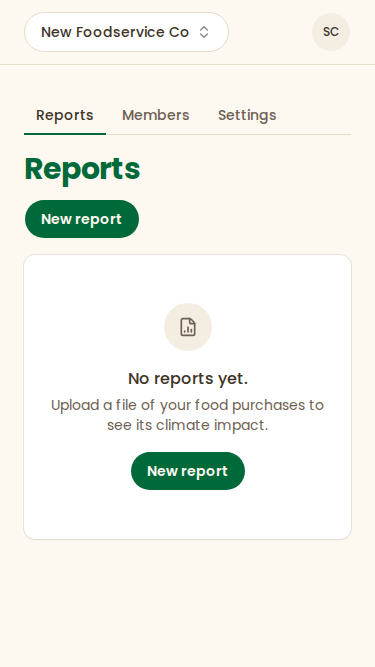 New Foodservice Co
SC
Reports
Members
Settings
Reports
New report
No reports yet.
Upload a file of your food purchases to
see its climate impact.
New report